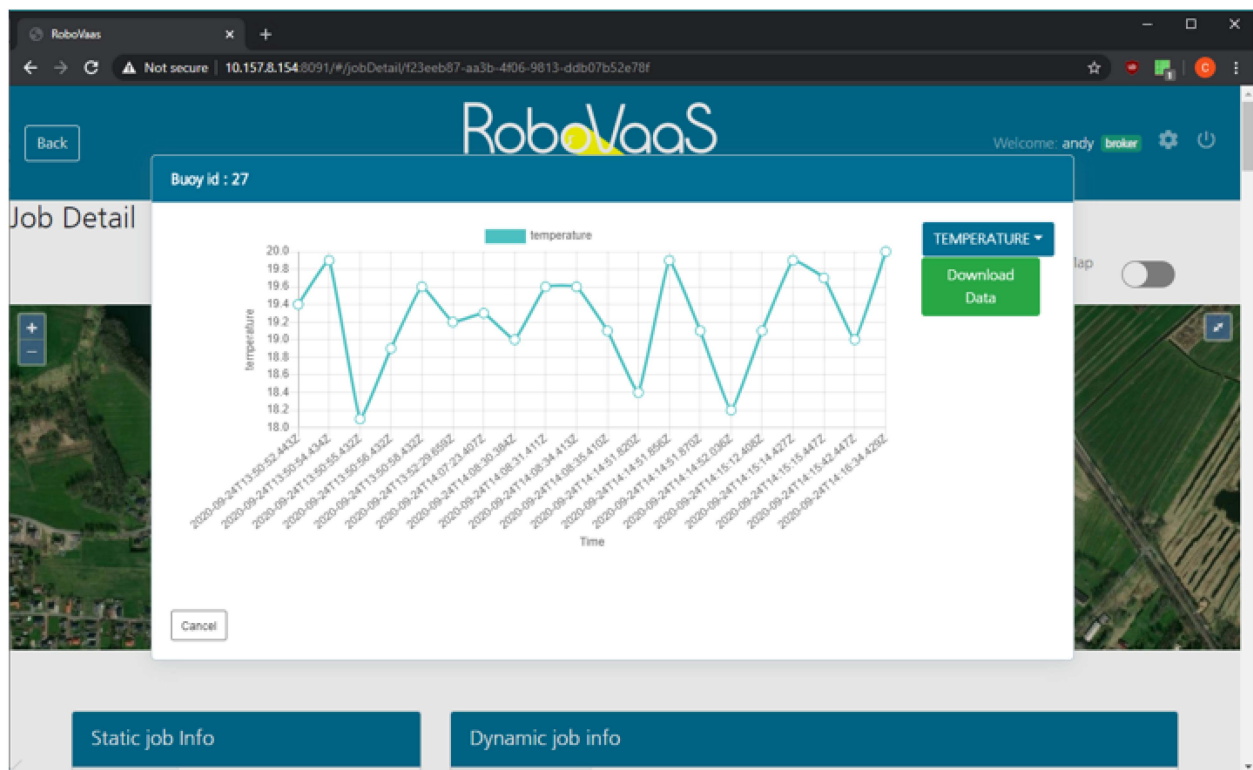 RoboVaas
Not secure 10.157.8.154:8091/#/jobDetail/f23eeb87-aa3b-4f06-9813-ddb07b52e78f
Back
RoboVaaS
Welcome: andy broker
Buoy id : 27
Job Detail
temperature
TEMPERATURE
Download
Data
lap
20.0
19.8
19.6
19.4
19.2
19.0
18.8
18.6
18.4
18.2
18.0
temperature
2020-09-24T13:50:52.443Z
2020-09-24T13:50:54.434Z
2020-09-24T13:50:55.432Z
2020-09-24T13:50:56.432Z
2020-09-24T13:50:58.432Z
2020-09-24T13:52:29.659Z
2020-09-24T14:07:23.407Z
2020-09-24T14:08:30.384Z
2020-09-24T14:08:31.411Z
2020-09-24T14:08:34.413Z
2020-09-24T14:08:35.410Z
2020-09-24T14:14:51.820Z
2020-09-24T14:14:51.856Z
2020-09-24T14:14:51.870Z
2020-09-24T14:14:52.036Z
2020-09-24T14:15:12.408Z
2020-09-24T14:15:14.427Z
2020-09-24T14:15:15.447Z
2020-09-24T14:15:42.447Z
2020-09-24T14:16:34.429Z
Time
+
−
Cancel
Static job Info
Dynamic job info